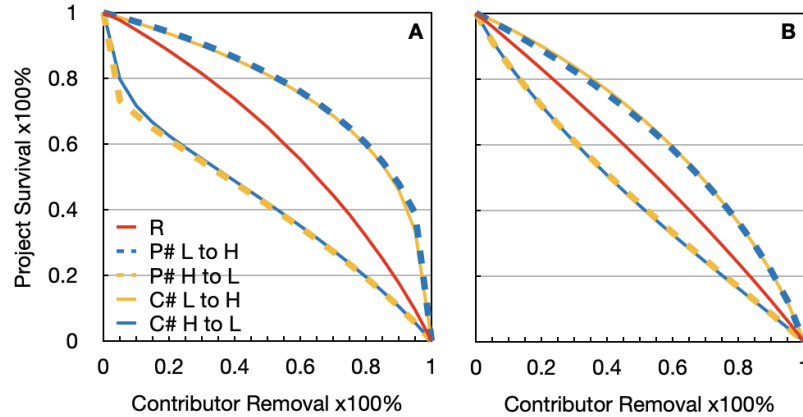 A
B
Project Survival x100%
1
0.8
0.6
0.4
0.2
0
R
P# L to H
P# H to L
C# L to H
C# H to L
0 0.2 0.4 0.6 0.8 1
0 0.2 0.4 0.6 0.8 1
Contributor Removal x100%
Contributor Removal x100%